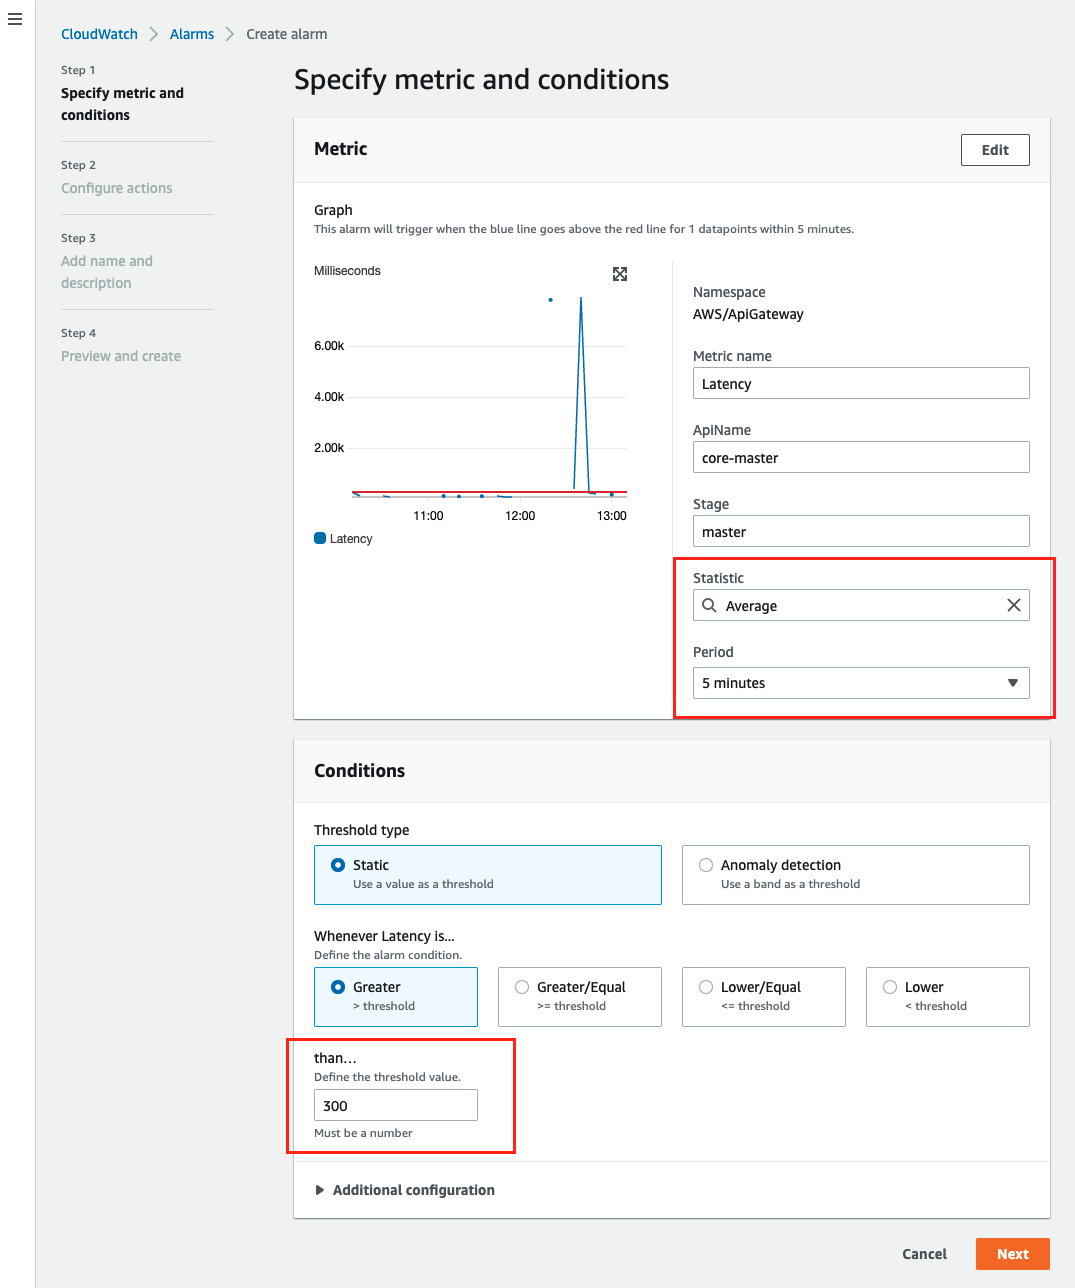 CloudWatch > Alarms > Create alarm
Step 1
Specify metric and
conditions
Step 2
Configure actions
Step 3
Add name and
description
Step 4
Preview and create
Specify metric and conditions
Metric
Edit
Graph
This alarm will trigger when the blue line goes above the red line for 1 datapoints within 5 minutes.
Milliseconds
6.00k
4.00k
2.00k
11:00 12:00 13:00
Latency
Namespace
AWS/ApiGateway
Metric name
Latency
ApiName
core-master
Stage
master
Statistic
Average
Period
5 minutes
Conditions
Threshold type
Static
Use a value as a threshold
Anomaly detection
Use a band as a threshold
Whenever Latency is...
Define the alarm condition.
Greater
> threshold
Greater/Equal
>= threshold
Lower/Equal
<= threshold
Lower
< threshold
than...
Define the threshold value.
300
Must be a number
Additional configuration
Cancel Next